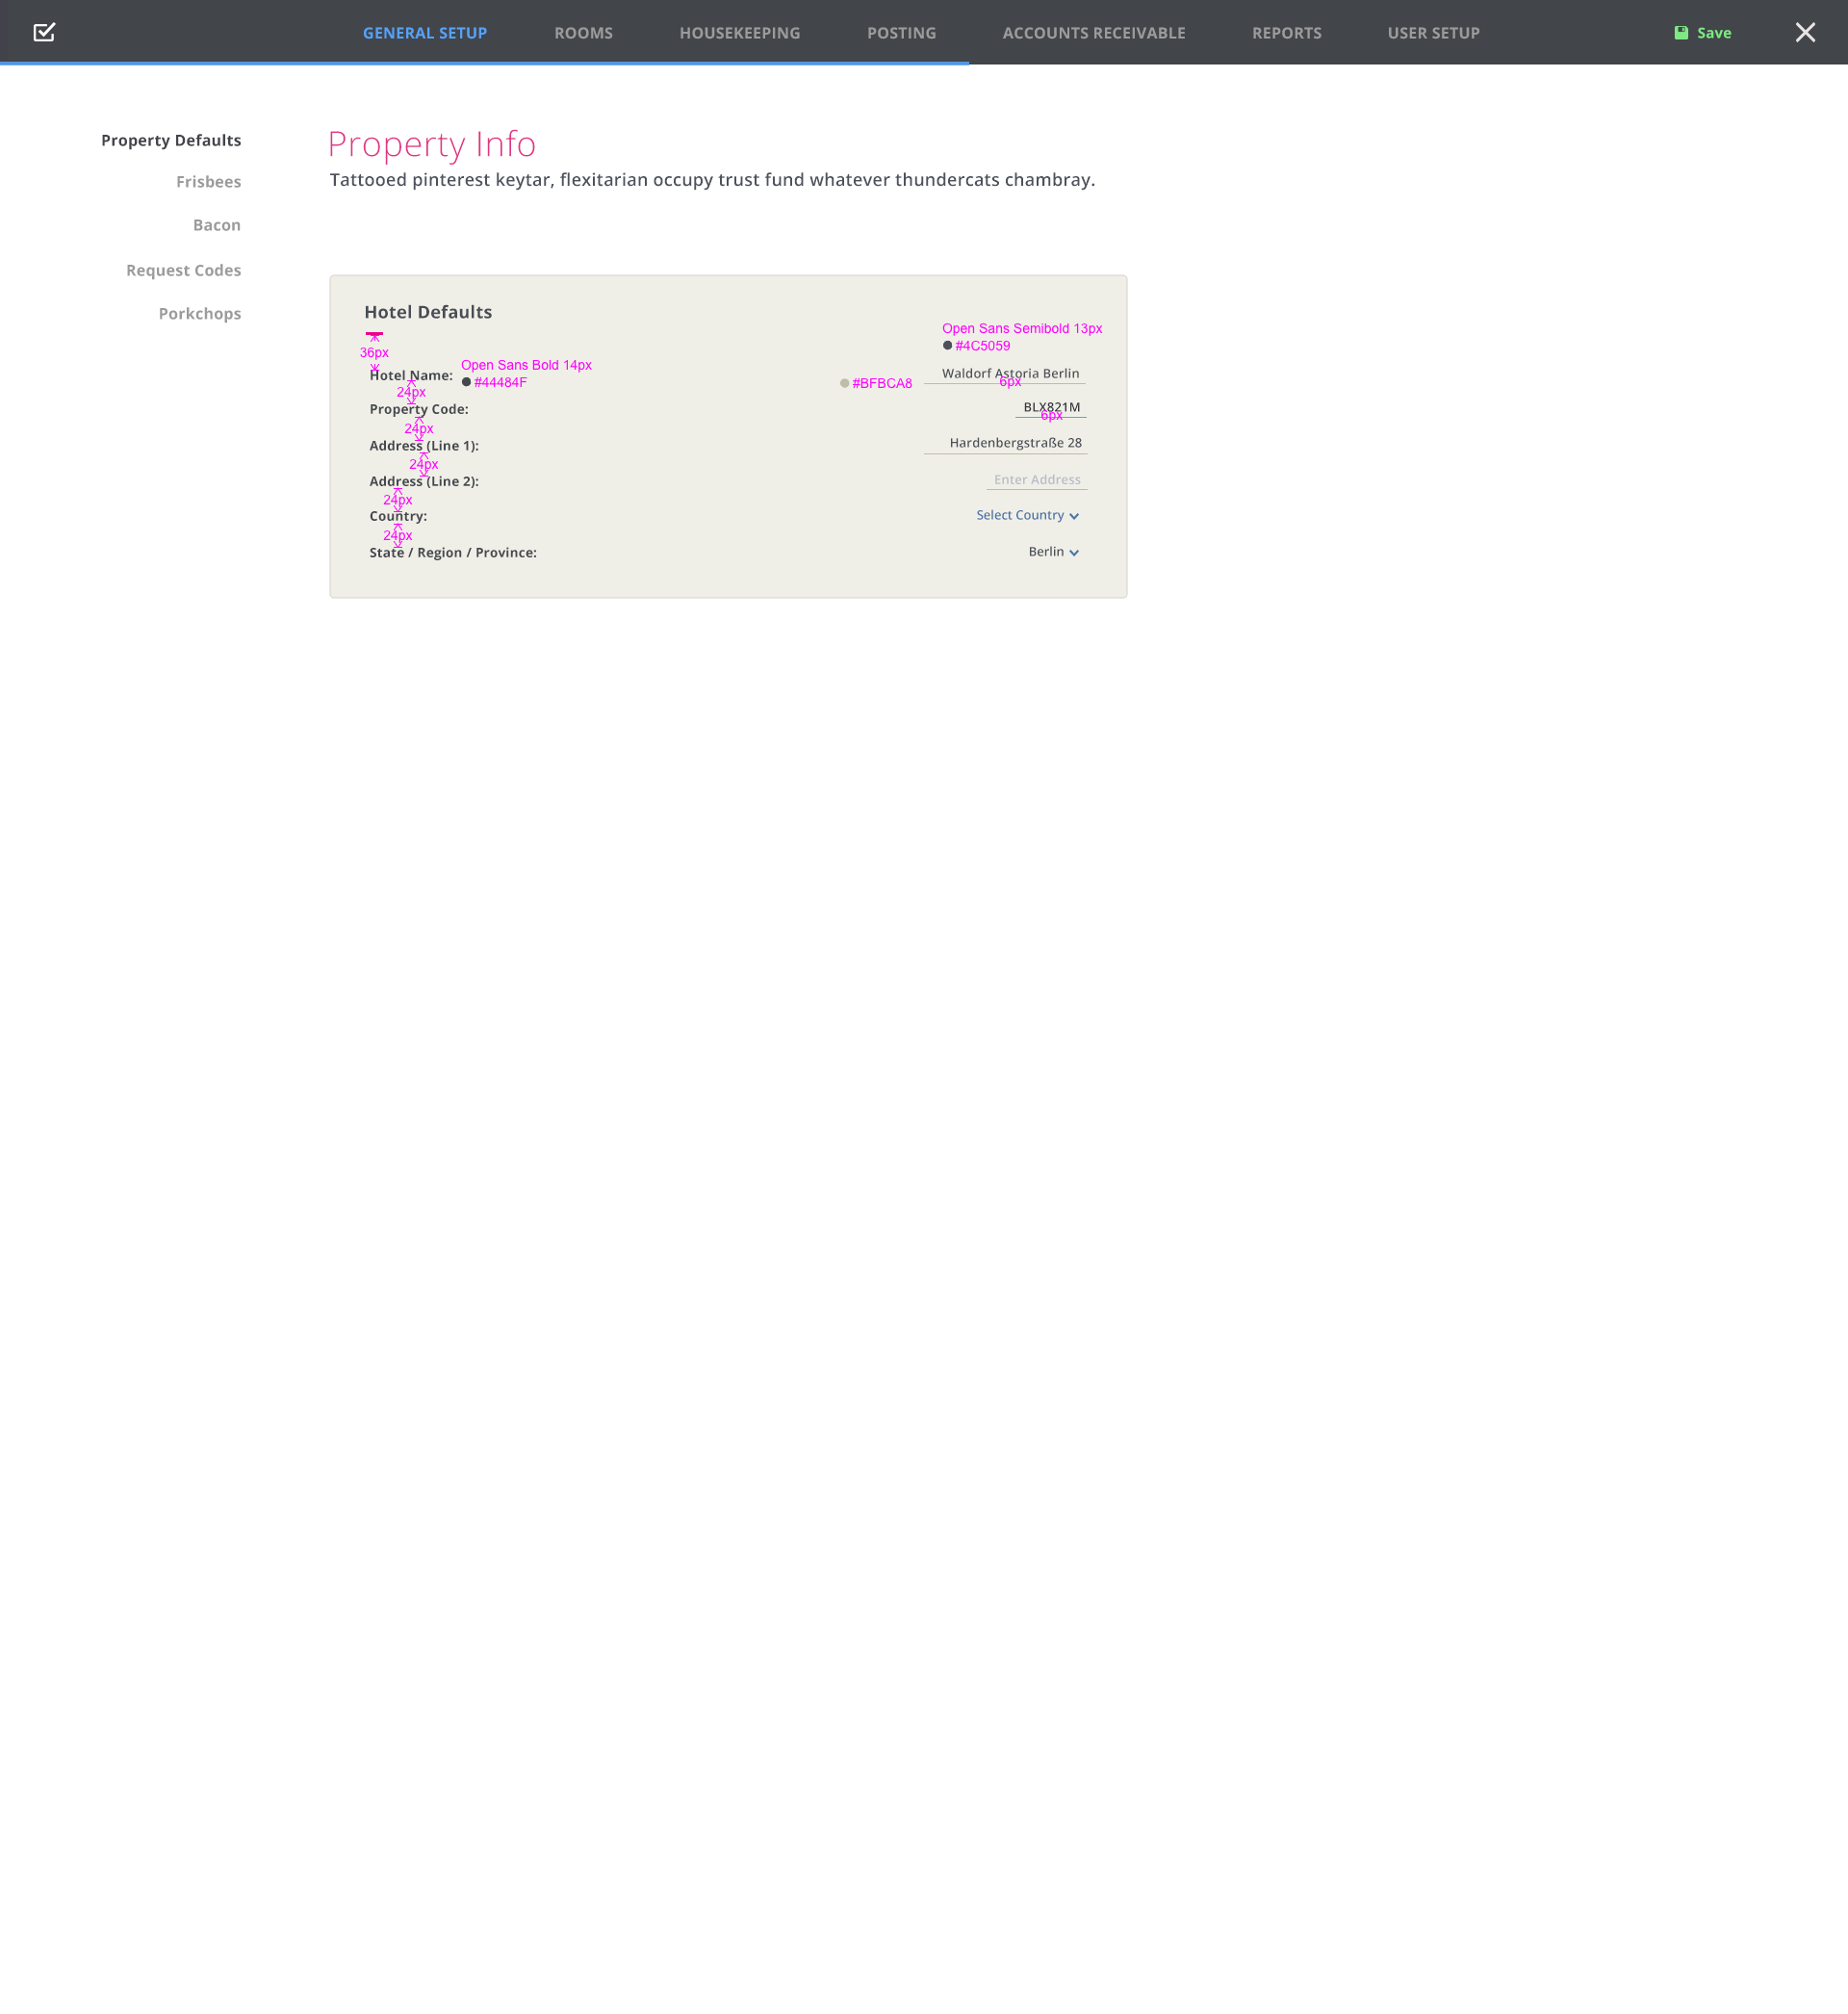 GENERAL SETUP ROOMS HOUSEKEEPING POSTING ACCOUNTS RECEIVABLE REPORTS USER SETUP Save
Property Defaults
Frisbees
Bacon
Request Codes
Porkchops
Property Info
Tattooed pinterest keytar, flexitarian occupy trust fund whatever thundercats chambray.
Hotel Defaults
Open Sans Semibold 13px
#4C5059
36px
Open Sans Bold 14px
#44484F
Hotel Name: #BFBCA8 Waldorf Astoria Berlin
24px 6px
Property Code: BLX821M
24px 6px
Address (Line 1): Hardenbergstraße 28
24px
Address (Line 2): Enter Address
24px
Country: Select Country
24px
State / Region / Province: Berlin